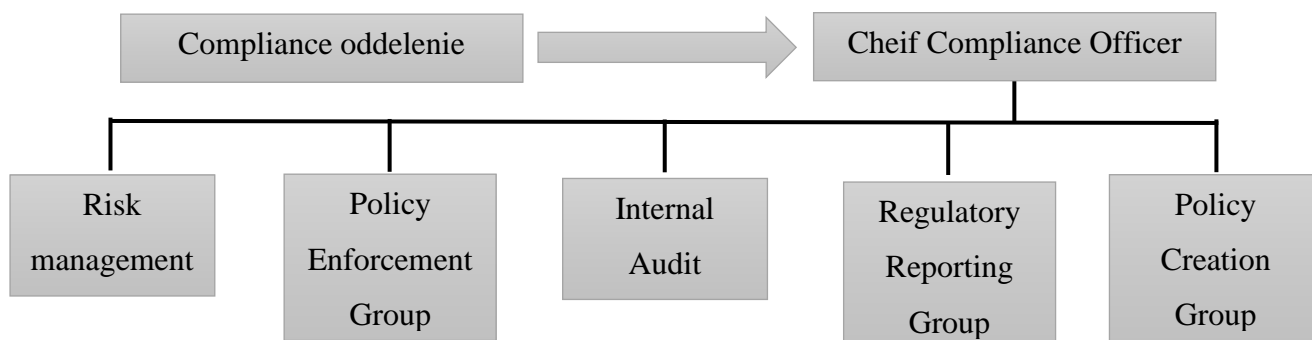 Compliance oddelenie
Cheif Compliance Officer
Risk
management
Policy
Enforcement
Group
Internal
Audit
Regulatory
Reporting
Group
Policy
Creation
Group